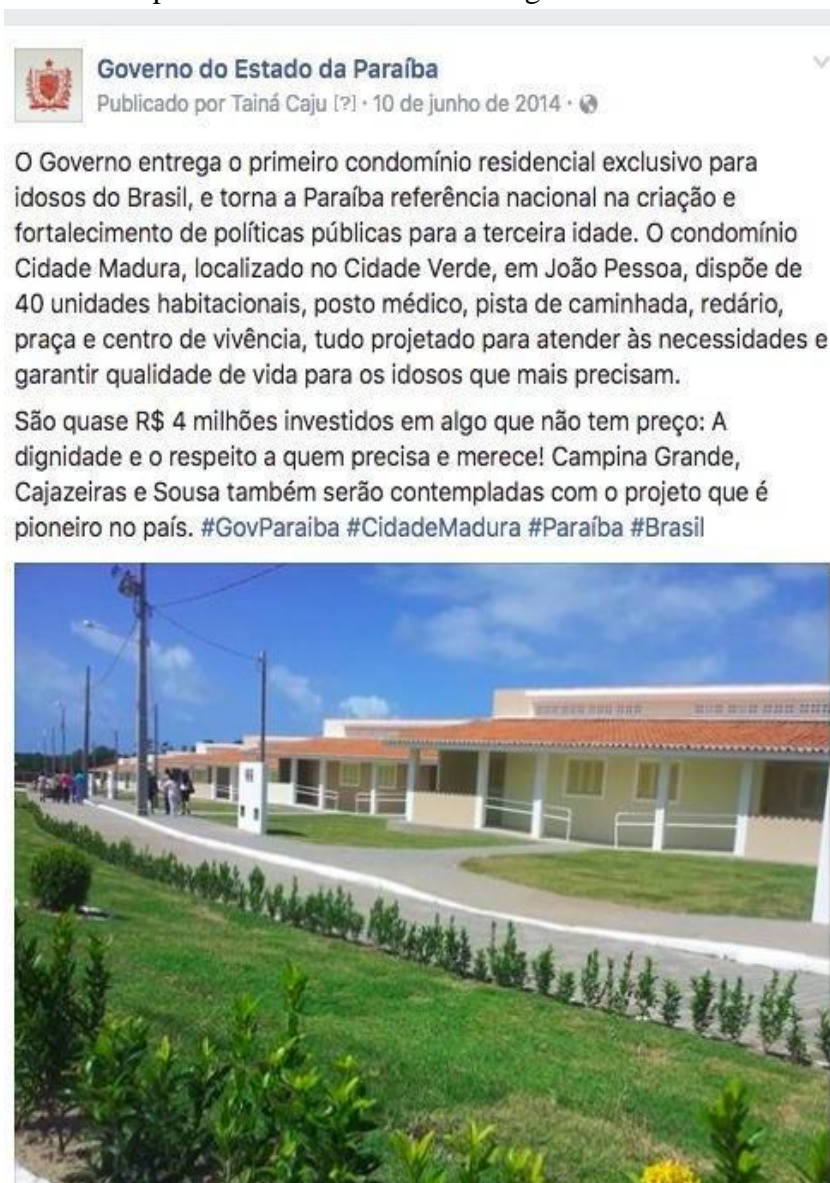 Governo do Estado da Paraíba
Publicado por Tainá Caju [?] · 10 de junho de 2014 ·
O Governo entrega o primeiro condomínio residencial exclusivo para
idosos do Brasil, e torna a Paraíba referência nacional na criação e
fortalecimento de políticas públicas para a terceira idade. O condomínio
Cidade Madura, localizado no Cidade Verde, em João Pessoa, dispõe de
40 unidades habitacionais, posto médico, pista de caminhada, redário,
praça e centro de vivência, tudo projetado para atender às necessidades e
garantir qualidade de vida para os idosos que mais precisam.
São quase R$ 4 milhões investidos em algo que não tem preço: A
dignidade e o respeito a quem precisa e merece! Campina Grande,
Cajazeiras e Sousa também serão contempladas com o projeto que é
pioneiro no país. #GovParaiba #CidadeMadura #Paraíba #Brasil